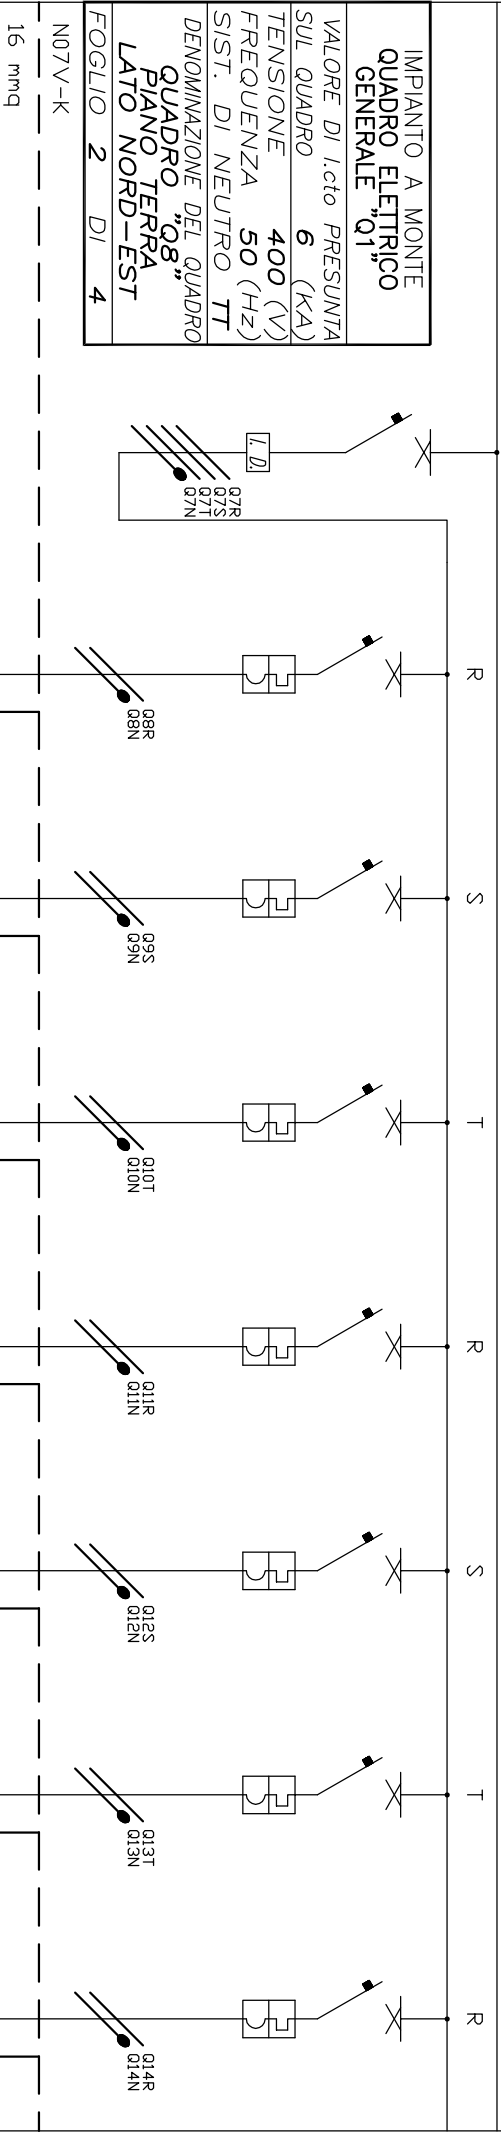 IMPIANTO A MONTE
QUADRO ELETTRICO
GENERALE "Q1"
VALORE DI I.cto PRESUNTA
SUL QUADRO 6 (KA)
TENSIONE 400 (V)
FREQUENZA 50 (Hz)
SIST. DI NEUTRO TT
DENOMINAZIONE DEL QUADRO
QUADRO "Q8"
PIANO TERRA
LATO NORD-EST
FOGLIO 2 DI 4
N07V-K
16 mmq
I. D.
Q7R
Q7S
Q7T
Q7N
R
Q8R
Q8N
S
Q9S
Q9N
T
Q10T
Q10N
R
Q11R
Q11N
S
Q12S
Q12N
T
Q13T
Q13N
R
Q14R
Q14N